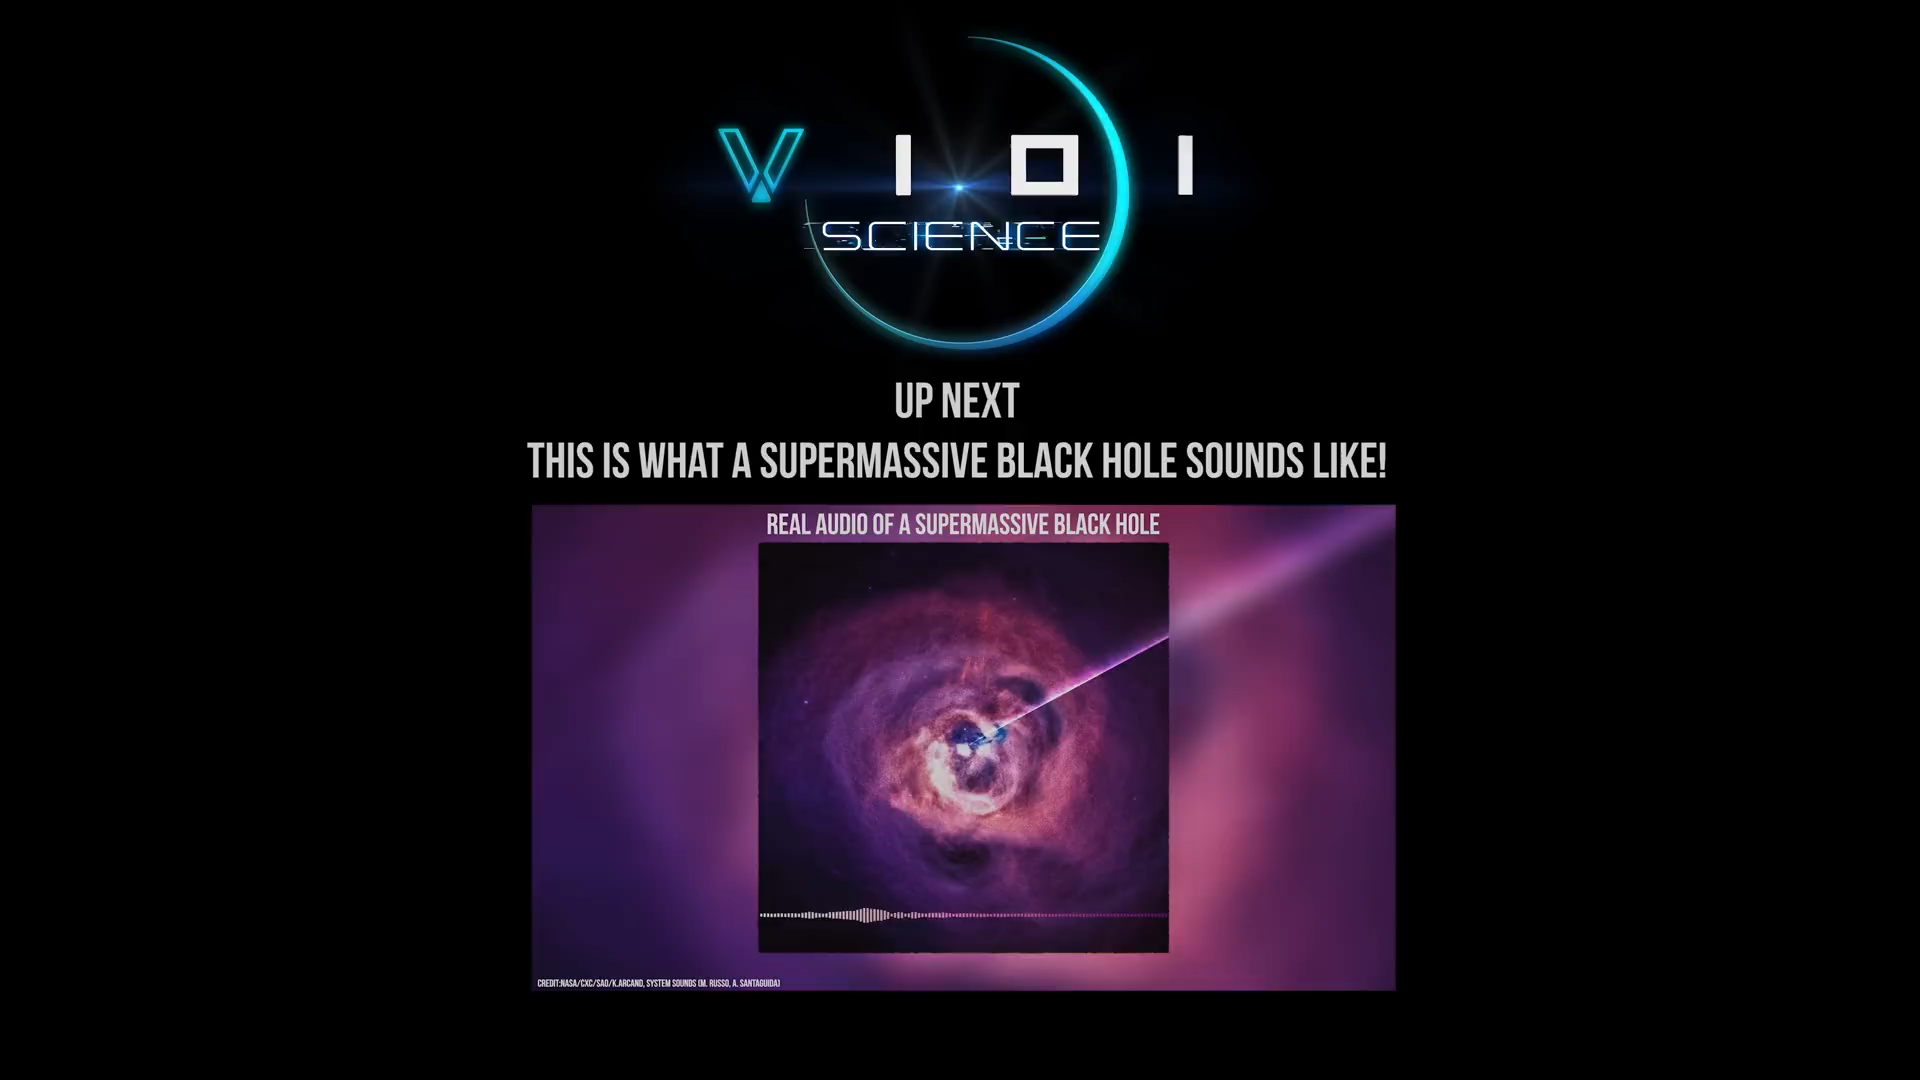 VIDI
SCIENCE
UP NEXT
THIS IS WHAT A SUPERMASSIVE BLACK HOLE SOUNDS LIKE!
REAL AUDIO OF A SUPERMASSIVE BLACK HOLE
CREDIT:NASA/CXC/SAO/K.ARCAND, SYSTEM SOUNDS (M. RUSSO, A. SANTAGUIDA)